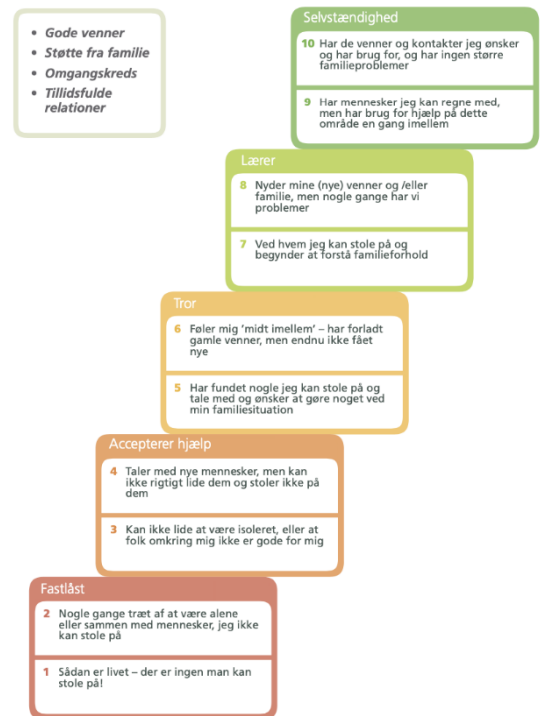 • Gode venner
• Støtte fra familie
• Omgangskreds
• Tillidsfulde
relationer
Selvstændighed
10 Har de venner og kontakter jeg ønsker
og har brug for, og har ingen større
familieproblemer
9 Har mennesker jeg kan regne med,
men har brug for hjælp på dette
område en gang imellem
Lærer
8 Nyder mine (nye) venner og /eller
familie, men nogle gange har vi
problemer
7 Ved hvem jeg kan stole på og
begynder at forstå familieforhold
Tror
6 Føler mig ‘midt imellem’ – har forladt
gamle venner, men endnu ikke fået
nye
5 Har fundet nogle jeg kan stole på og
tale med og ønsker at gøre noget ved
min familiesituation
Accepterer hjælp
4 Taler med nye mennesker, men kan
ikke rigtigt lide dem og stoler ikke på
dem
3 Kan ikke lide at være isoleret, eller at
folk omkring mig ikke er gode for mig
Fastlåst
2 Nogle gange træt af at være alene
eller sammen med mennesker, jeg ikke
kan stole på
1 Sådan er livet – der er ingen man kan
stole på!